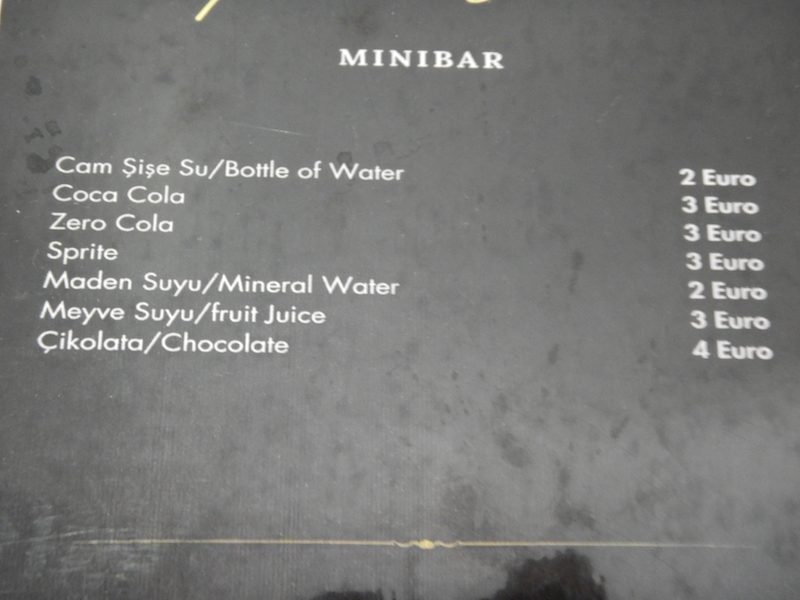 MINIBAR
Cam Şişe Su/Bottle of Water 2 Euro
Coca Cola 3 Euro
Zero Cola 3 Euro
Sprite 3 Euro
Maden Suyu/Mineral Water 2 Euro
Meyve Suyu/fruit Juice 3 Euro
Çikolata/Chocolate 4 Euro